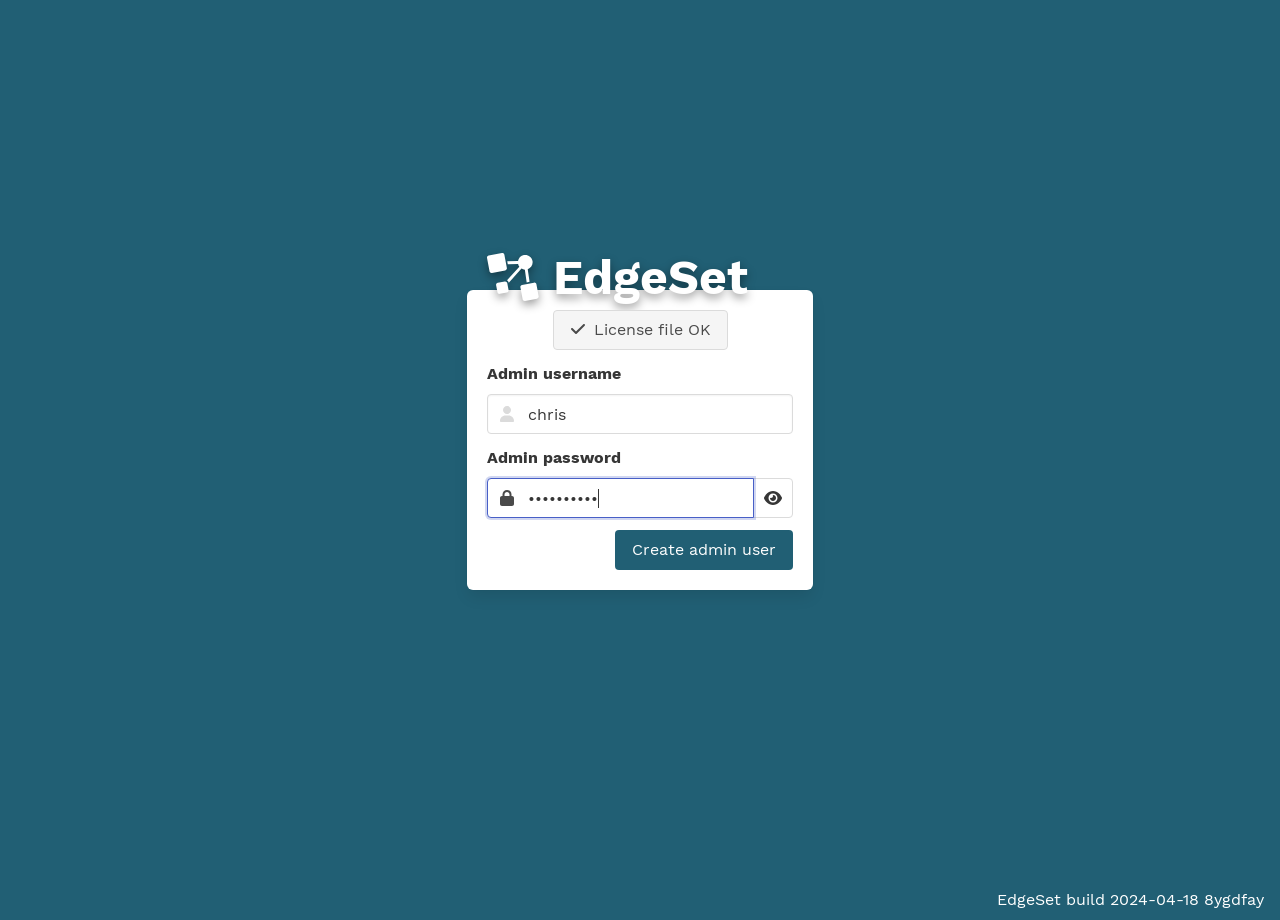 EdgeSet
License file OK
Admin username
chris
Admin password
••••••••••
Create admin user
EdgeSet build 2024-04-18 8ygdfay